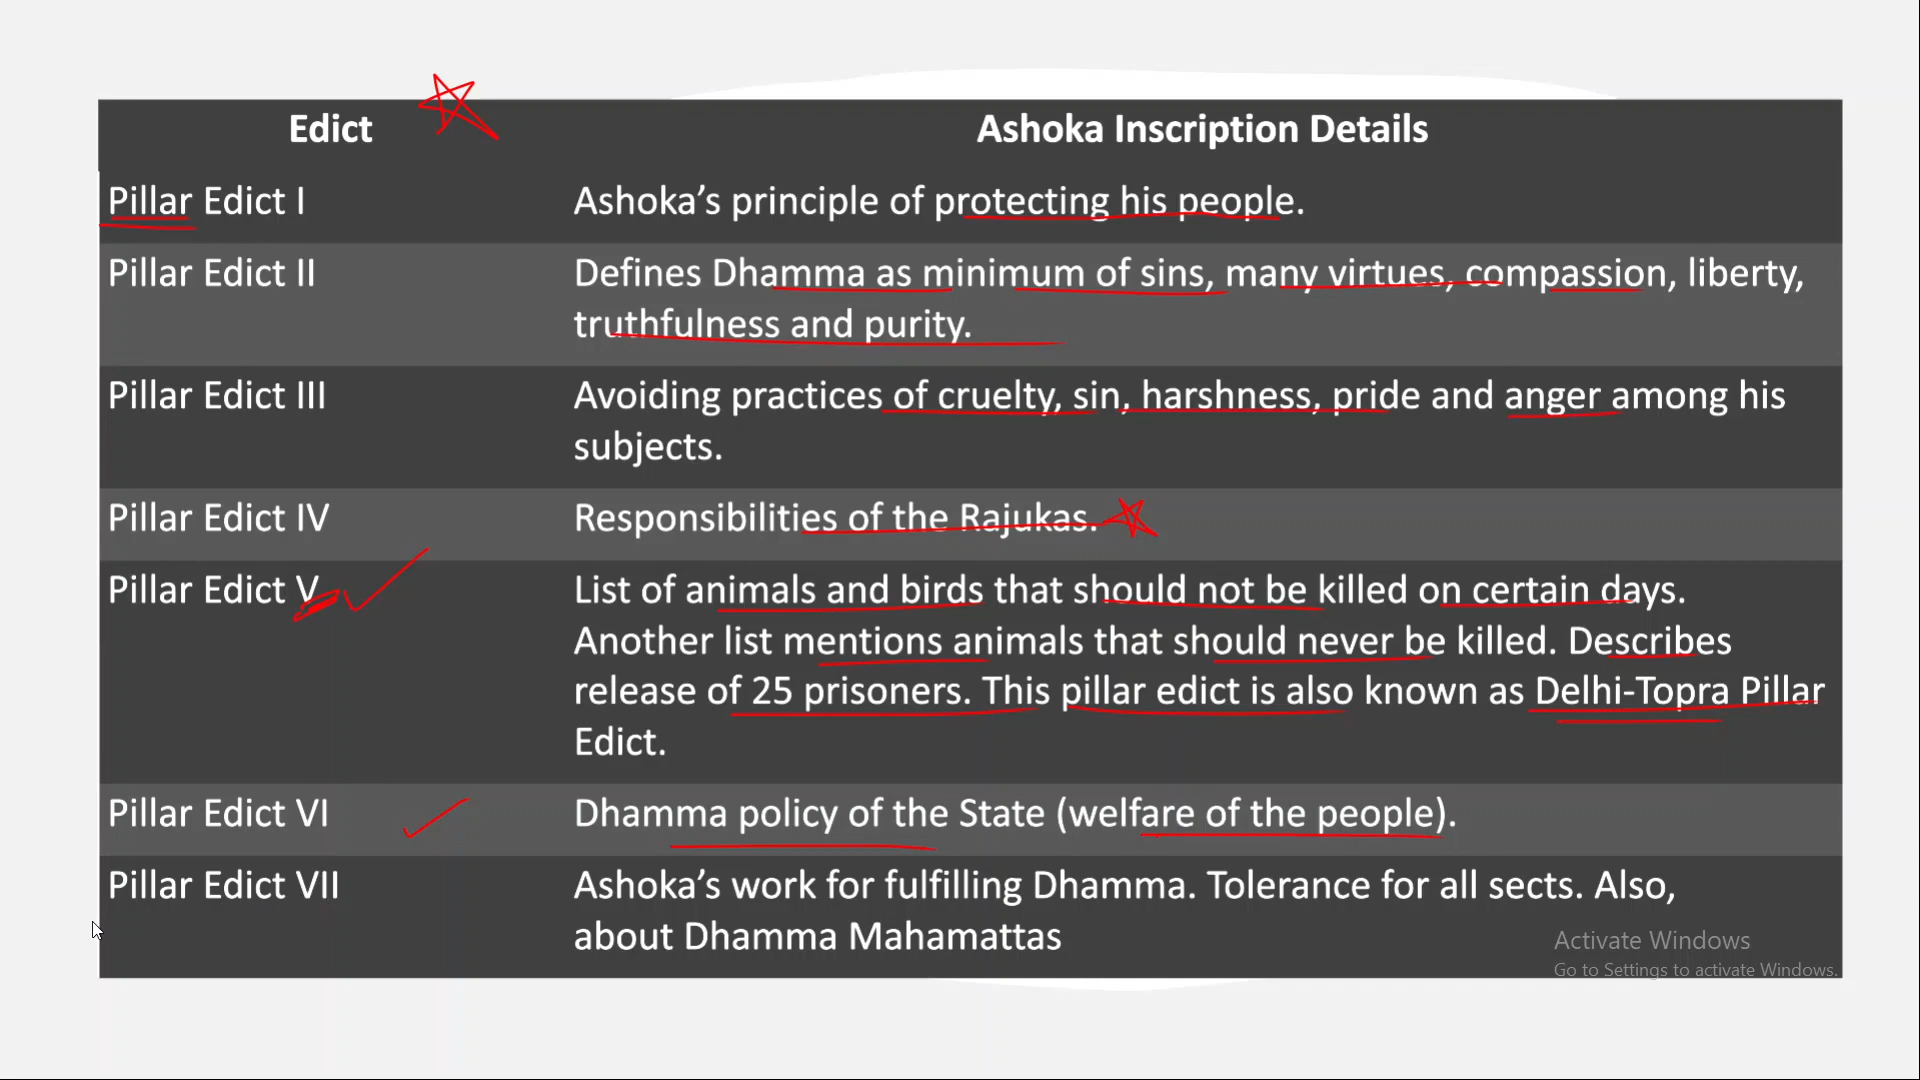 Edict Ashoka Inscription Details
Pillar Edict I Ashoka’s principle of protecting his people.
Pillar Edict II Defines Dhamma as minimum of sins, many virtues, compassion, liberty,
truthfulness and purity.
Pillar Edict III Avoiding practices of cruelty, sin, harshness, pride and anger among his
subjects.
Pillar Edict IV Responsibilities of the Rajukas.
Pillar Edict V List of animals and birds that should not be killed on certain days.
Another list mentions animals that should never be killed. Describes
release of 25 prisoners. This pillar edict is also known as Delhi-Topra Pillar
Edict.
Pillar Edict VI Dhamma policy of the State (welfare of the people).
Pillar Edict VII Ashoka’s work for fulfilling Dhamma. Tolerance for all sects. Also,
about Dhamma Mahamattas
Activate Windows
Go to Settings to activate Windows.